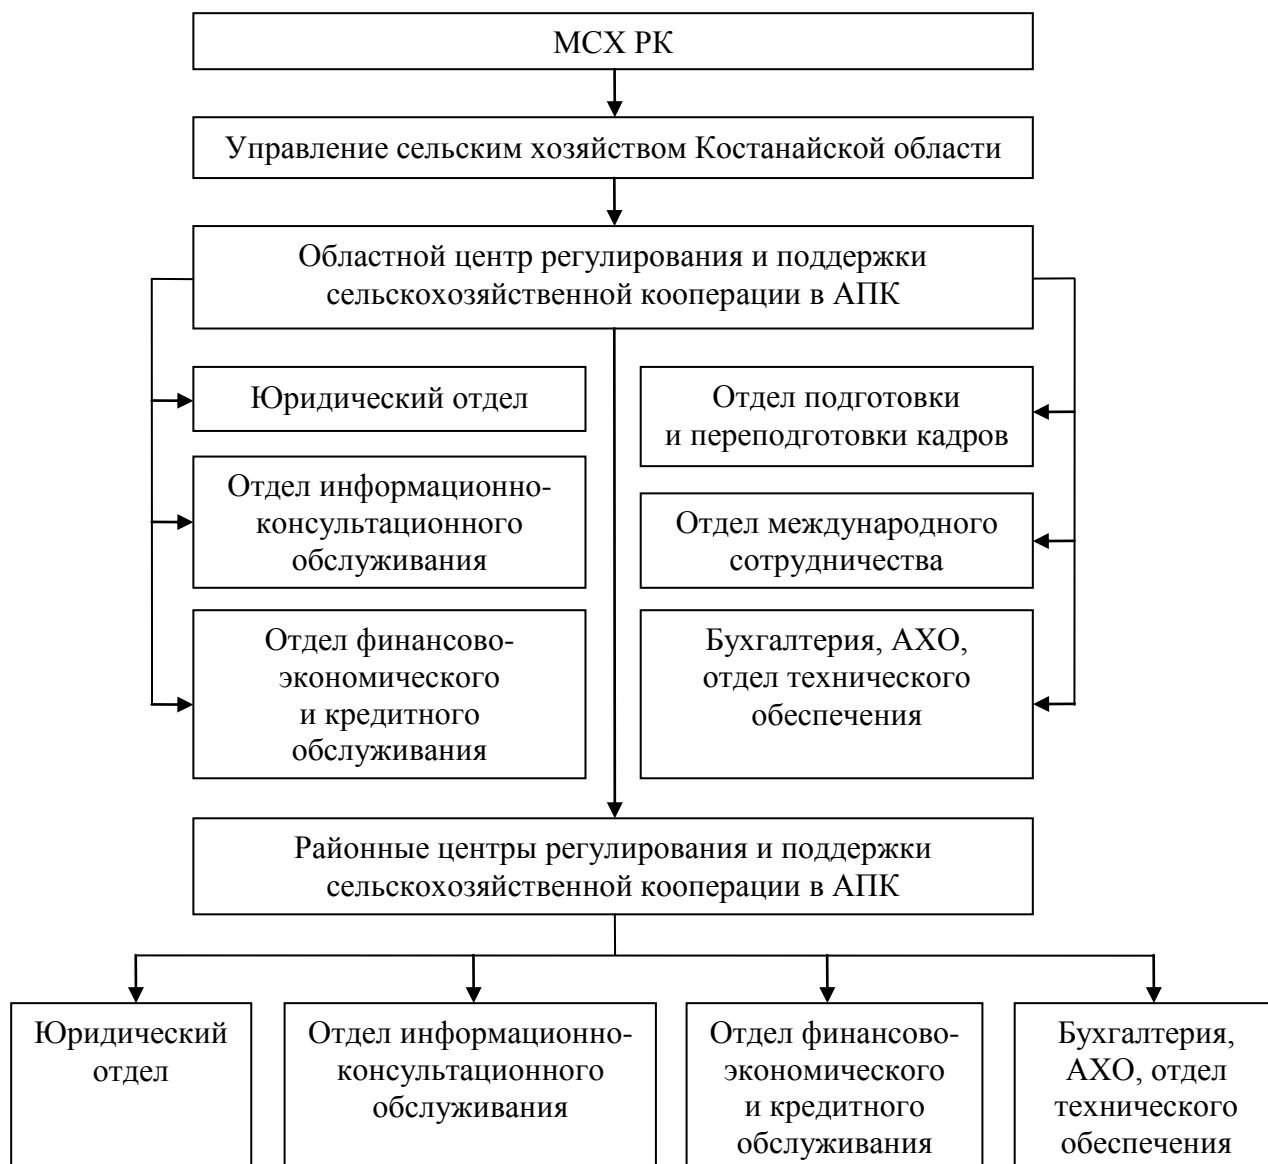 МСХ РК
Управление сельским хозяйством Костанайской области
Областной центр регулирования и поддержки
сельскохозяйственной кооперации в АПК
Юридический отдел
Отдел подготовки
и переподготовки кадров
Отдел информационно-
консультационного
обслуживания
Отдел международного
сотрудничества
Отдел финансово-
экономического
и кредитного
обслуживания
Бухгалтерия, АХО,
отдел технического
обеспечения
Районные центры регулирования и поддержки
сельскохозяйственной кооперации в АПК
Юридический
отдел
Отдел информационно-
консультационного
обслуживания
Отдел финансово-
экономического
и кредитного
обслуживания
Бухгалтерия,
АХО, отдел
технического
обеспечения